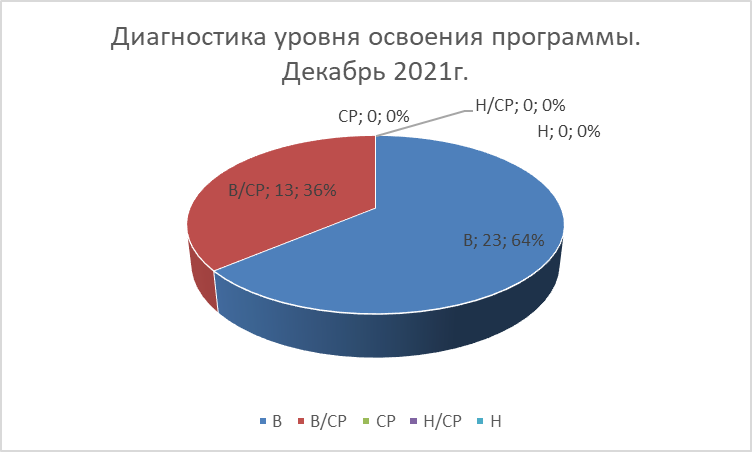 Диагностика уровня освоения программы.
Декабрь 2021г.
СР; 0; 0%
Н/СР; 0; 0%
Н; 0; 0%
В/СР; 13; 36%
В; 23; 64%
В В/СР СР Н/СР Н